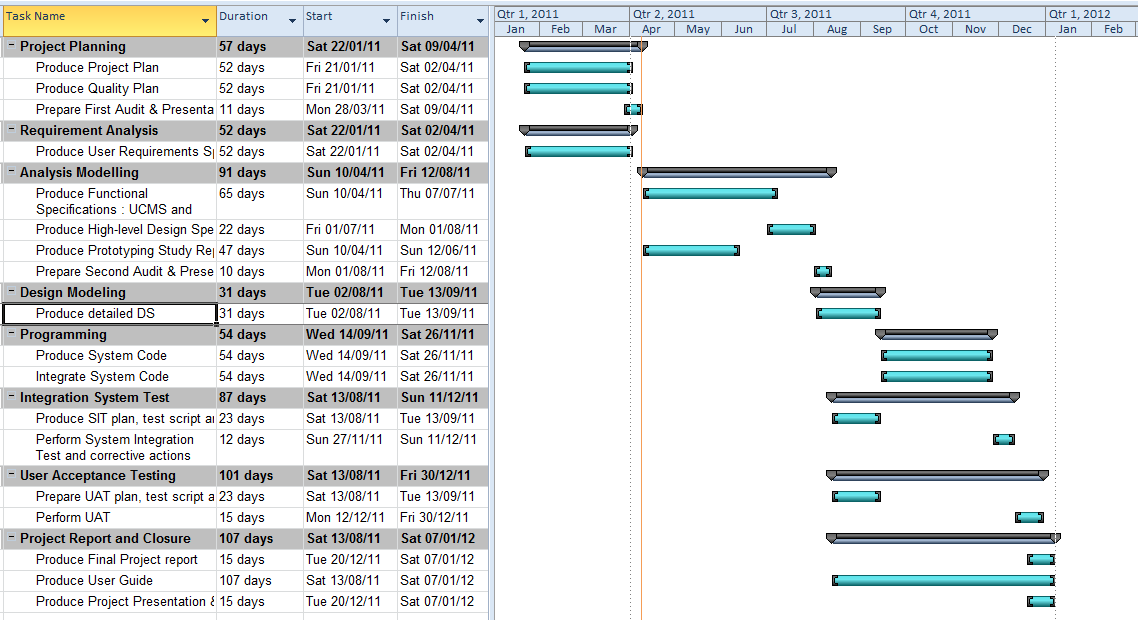 Task Name Duration Start Finish Qtr 1, 2011 Qtr 2, 2011 Qtr 3, 2011 Qtr 4, 2011 Qtr 1, 2012
Jan Feb Mar Apr May Jun Jul Aug Sep Oct Nov Dec Jan Feb
Project Planning 57 days Sat 22/01/11 Sat 09/04/11
Produce Project Plan 52 days Fri 21/01/11 Sat 02/04/11
Produce Quality Plan 52 days Fri 21/01/11 Sat 02/04/11
Prepare First Audit & Presenta 11 days Mon 28/03/11 Sat 09/04/11
Requirement Analysis 52 days Sat 22/01/11 Sat 02/04/11
Produce User Requirements Sp 52 days Sat 22/01/11 Sat 02/04/11
Analysis Modelling 91 days Sun 10/04/11 Fri 12/08/11
Produce Functional 65 days Sun 10/04/11 Thu 07/07/11
Specifications : UCMS and
Produce High-level Design Spe 22 days Fri 01/07/11 Mon 01/08/11
Produce Prototyping Study Rep 47 days Sun 10/04/11 Sun 12/06/11
Prepare Second Audit & Prese 10 days Mon 01/08/11 Fri 12/08/11
Design Modeling 31 days Tue 02/08/11 Tue 13/09/11
Produce detailed DS 31 days Tue 02/08/11 Tue 13/09/11
Programming 54 days Wed 14/09/11 Sat 26/11/11
Produce System Code 54 days Wed 14/09/11 Sat 26/11/11
Integrate System Code 54 days Wed 14/09/11 Sat 26/11/11
Integration System Test 87 days Sat 13/08/11 Sun 11/12/11
Produce SIT plan, test script a 23 days Sat 13/08/11 Tue 13/09/11
Perform System Integration 12 days Sun 27/11/11 Sun 11/12/11
Test and corrective actions
User Acceptance Testing 101 days Sat 13/08/11 Fri 30/12/11
Prepare UAT plan, test script a 23 days Sat 13/08/11 Tue 13/09/11
Perform UAT 15 days Mon 12/12/11 Fri 30/12/11
Project Report and Closure 107 days Sat 13/08/11 Sat 07/01/12
Produce Final Project report 15 days Tue 20/12/11 Sat 07/01/12
Produce User Guide 107 days Sat 13/08/11 Sat 07/01/12
Produce Project Presentation & 15 days Tue 20/12/11 Sat 07/01/12